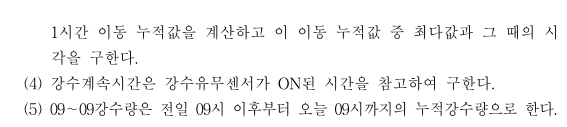 1시간 이동 누적값을 계산하고 이 이동 누적값 중 최다값과 그 때의 시
각을 구한다.
(4) 강수계속시간은 강수유무센서가 ON된 시간을 참고하여 구한다.
(5) 09~09강수량은 전일 09시 이후부터 오늘 09시까지의 누적강수량으로 한다.